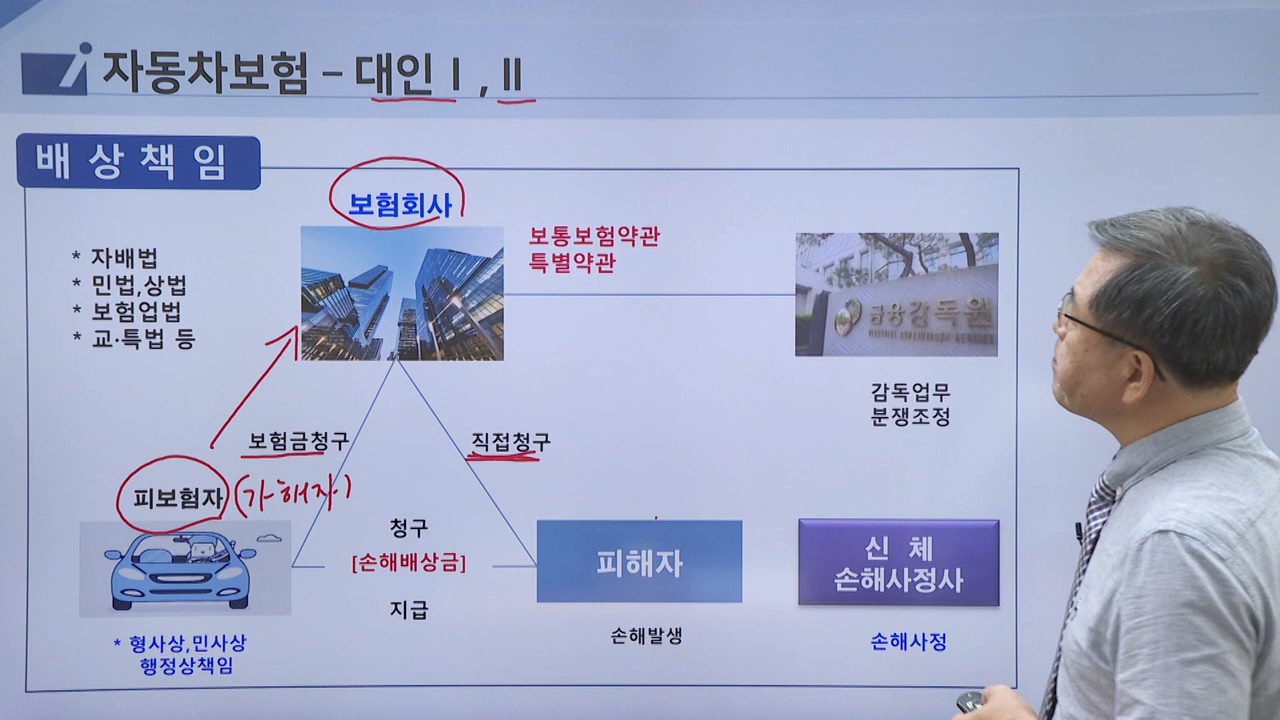 자동차보험 – 대인 Ⅰ, Ⅱ
배상책임
보험회사
* 자배법
* 민법,상법
* 보험업법
* 교·특법 등
보통보험약관
특별약관
금융감독원
감독업무
분쟁조정
보험금청구
직접청구
피보험자 (가해자)
청구
[손해배상금]
지급
피해자
손해발생
신 체
손해사정사
손해사정
* 형사상,민사상
행정상책임